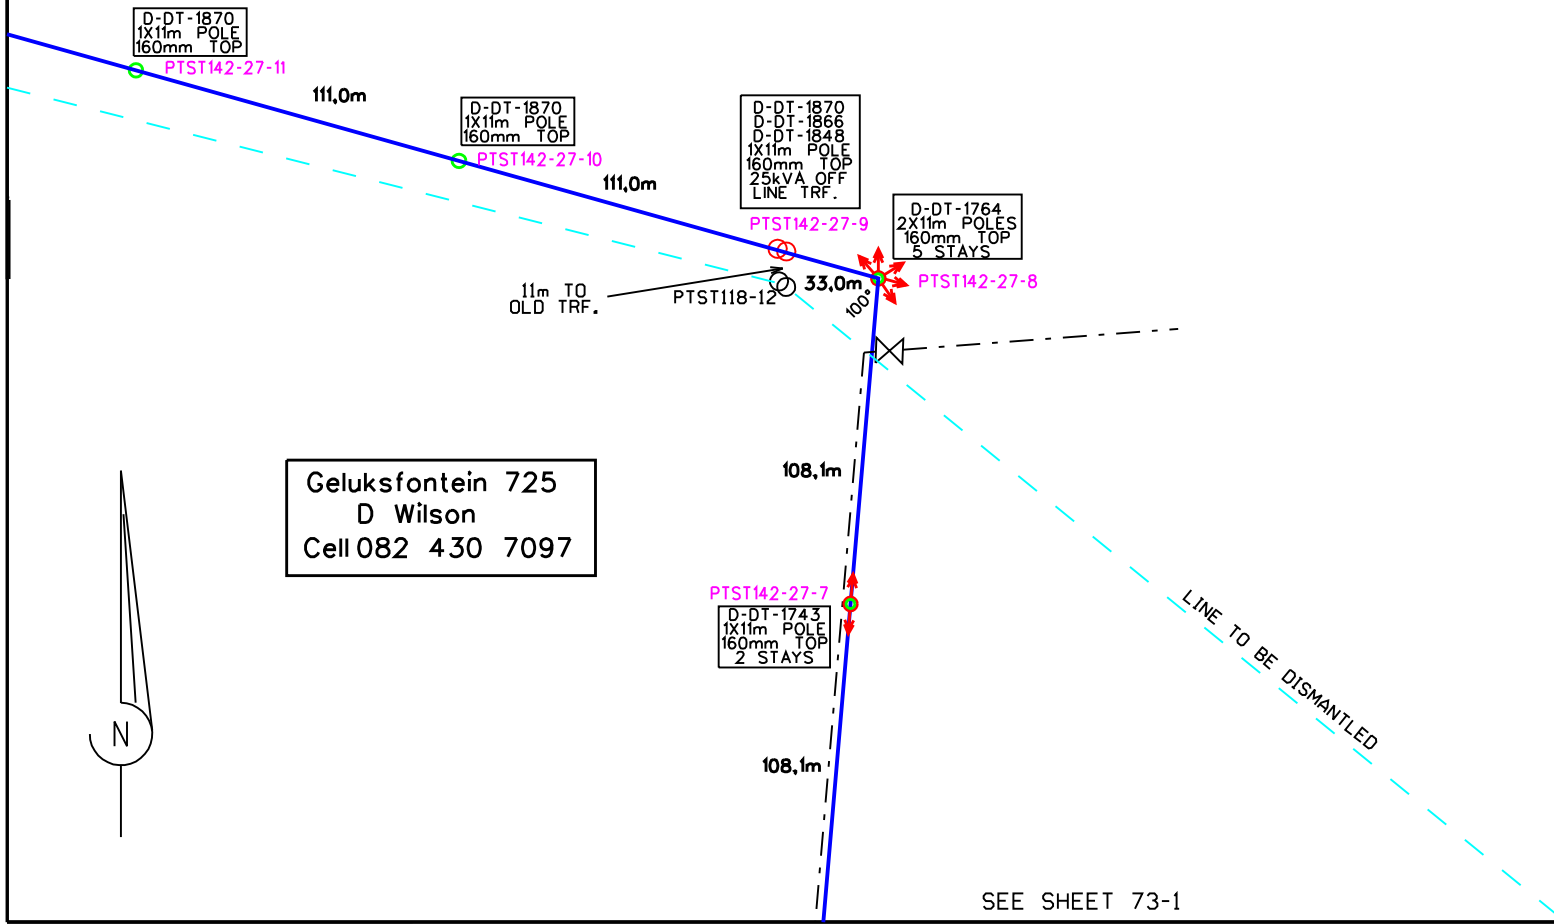 D-DT-1870
1X11m POLE
160mm TOP
PTST142-27-11
111,0m
D-DT-1870
1X11m POLE
160mm TOP
PTST142-27-10
111,0m
D-DT-1870
D-DT-1866
D-DT-1848
1X11m POLE
160mm TOP
25kVA OFF
LINE TRF.
PTST142-27-9
D-DT-1764
2X11m POLES
160mm TOP
5 STAYS
PTST142-27-8
33,0m
100°
11m TO
OLD TRF.
PTST118-12
108,1m
Geluksfontein 725
D Wilson
Cell 082 430 7097
PTST142-27-7
D-DT-1743
1X11m POLE
160mm TOP
2 STAYS
LINE TO BE DISMANTLED
N
108,1m
SEE SHEET 73-1